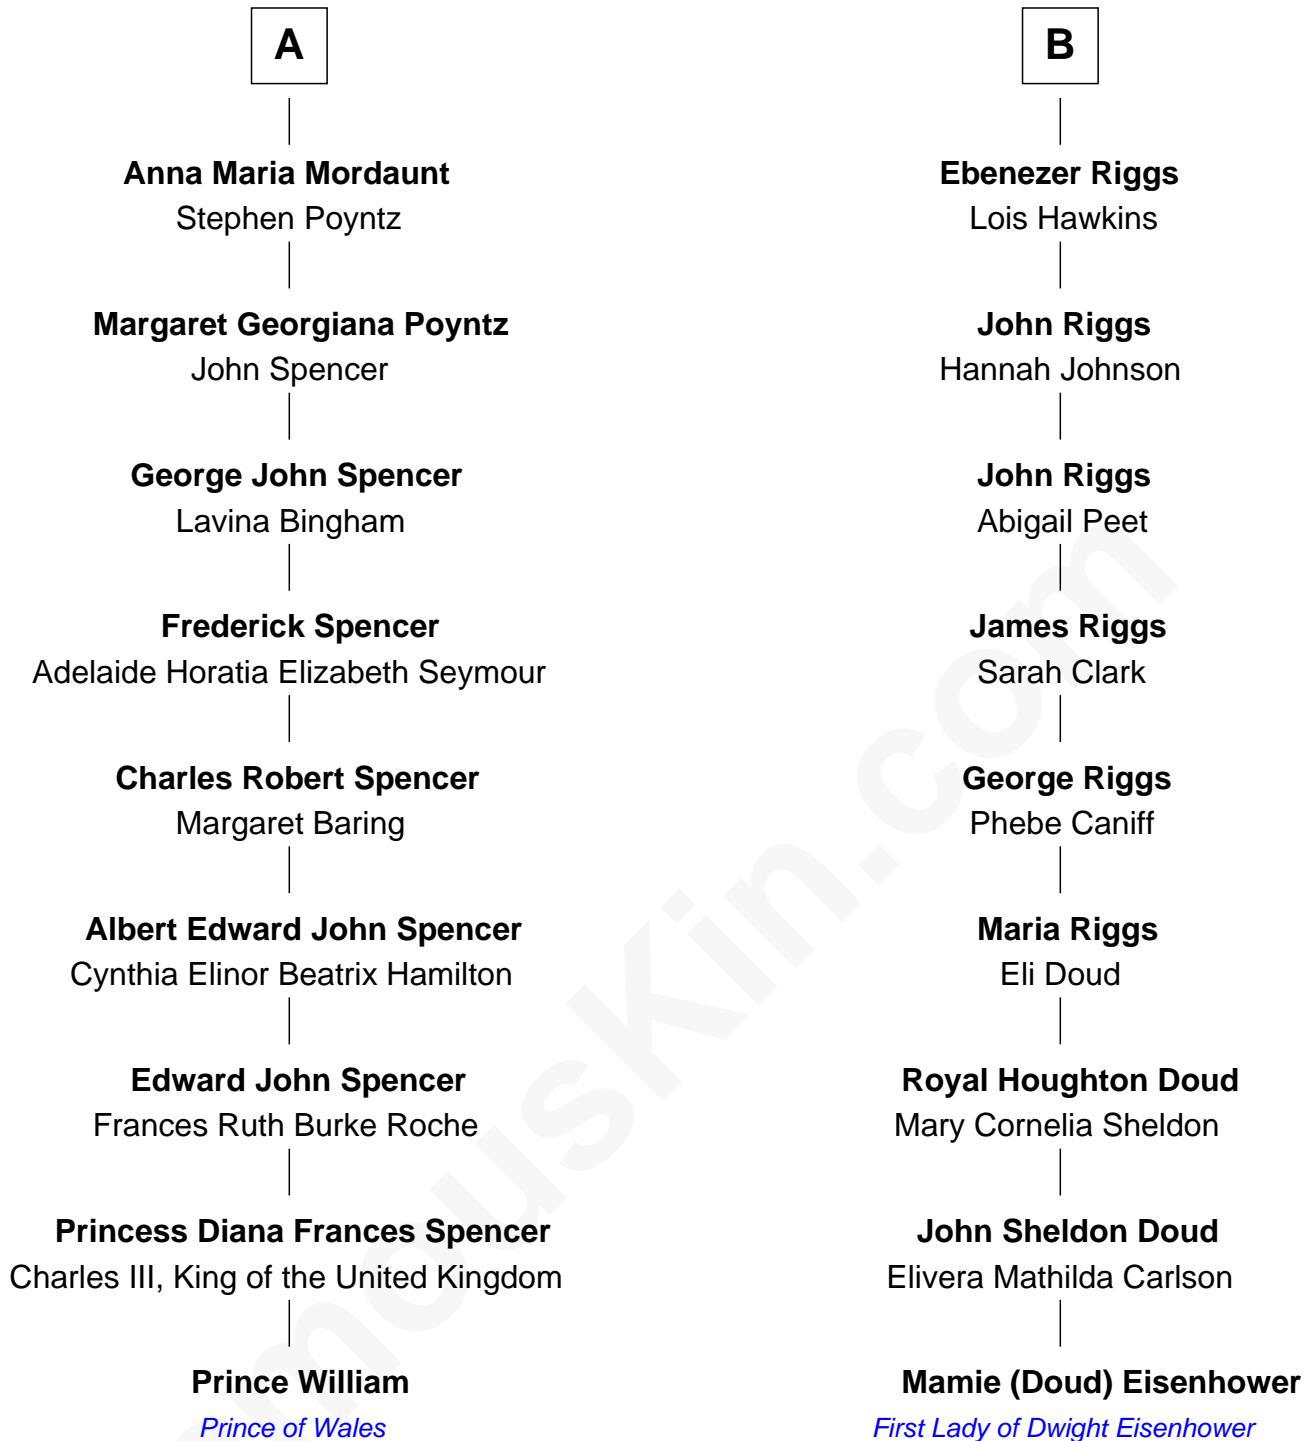 A
Anna Maria Mordaunt
Stephen Poyntz
Margaret Georgiana Poyntz
John Spencer
George John Spencer
Lavina Bingham
Frederick Spencer
Adelaide Horatia Elizabeth Seymour
Charles Robert Spencer
Margaret Baring
Albert Edward John Spencer
Cynthia Elinor Beatrix Hamilton
Edward John Spencer
Frances Ruth Burke Roche
Princess Diana Frances Spencer
Charles III, King of the United Kingdom
Prince William
Prince of Wales
B
Ebenezer Riggs
Lois Hawkins
John Riggs
Hannah Johnson
John Riggs
Abigail Peet
James Riggs
Sarah Clark
George Riggs
Phebe Caniff
Maria Riggs
Eli Doud
Royal Houghton Doud
Mary Cornelia Sheldon
John Sheldon Doud
Elivera Mathilda Carlson
Mamie (Doud) Eisenhower
First Lady of Dwight Eisenhower
mousKin.com